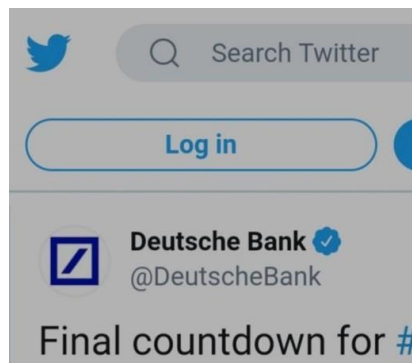 Search Twitter
Log in
Deutsche Bank
@DeutscheBank
Final countdown for #